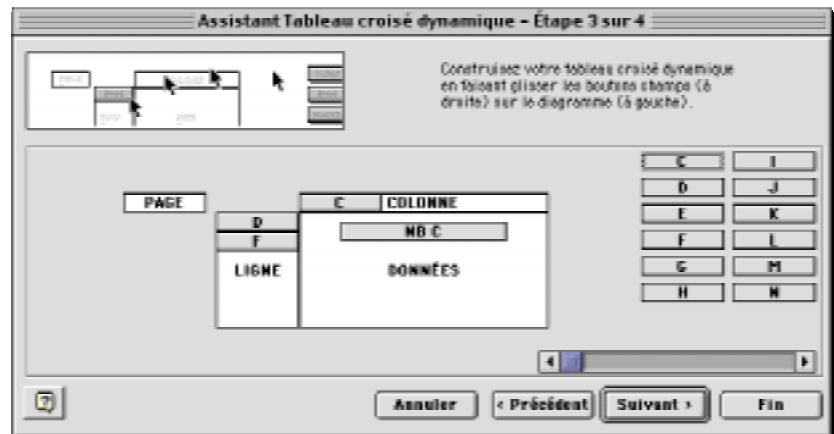 Assistant Tableau croisé dynamique – Étape 3 sur 4
Construisez votre tableau croisé dynamique
en faisant glisser les boutons champs (à
droite) sur le diagramme (à gauche).
PAGE
C COLONNE
D
F
NB C
LIGNE DONNÉES
C I
D J
E K
F L
G M
H N
Annuler < Précédent Suivant > Fin